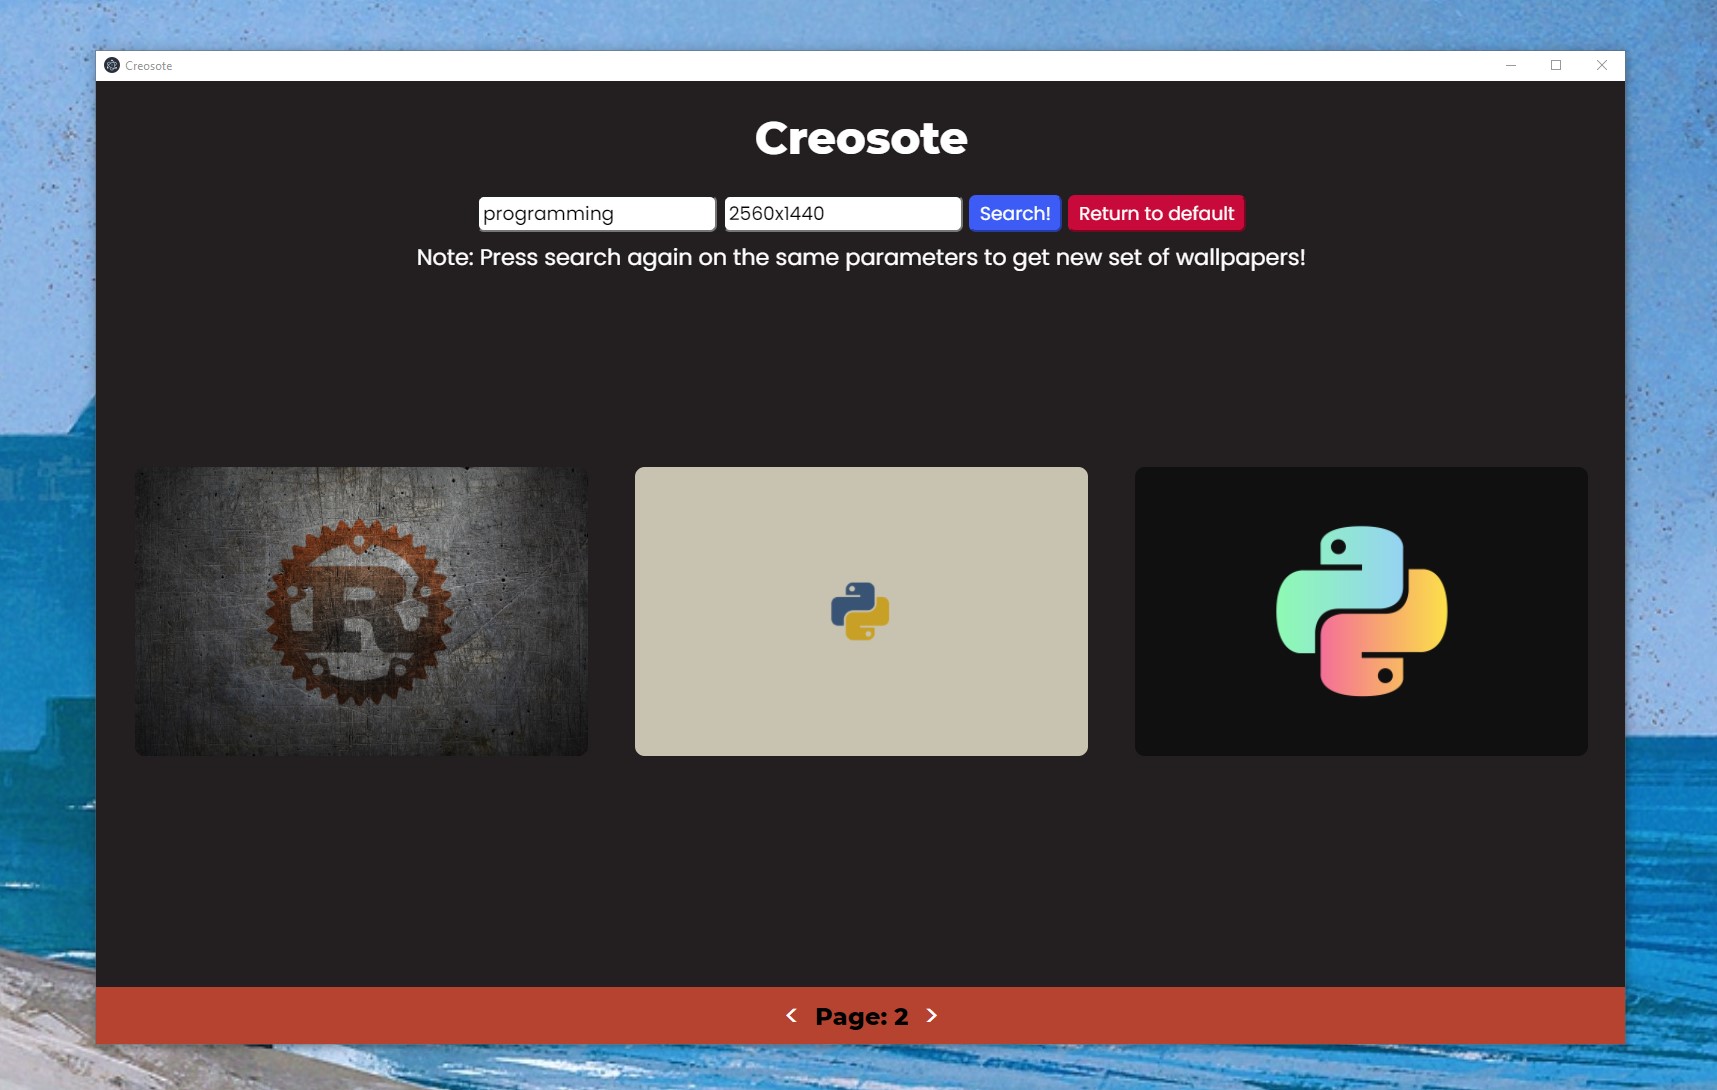 Creosote
Creosote
programming 2560x1440 Search! Return to default
Note: Press search again on the same parameters to get new set of wallpapers!
R
< Page: 2 >